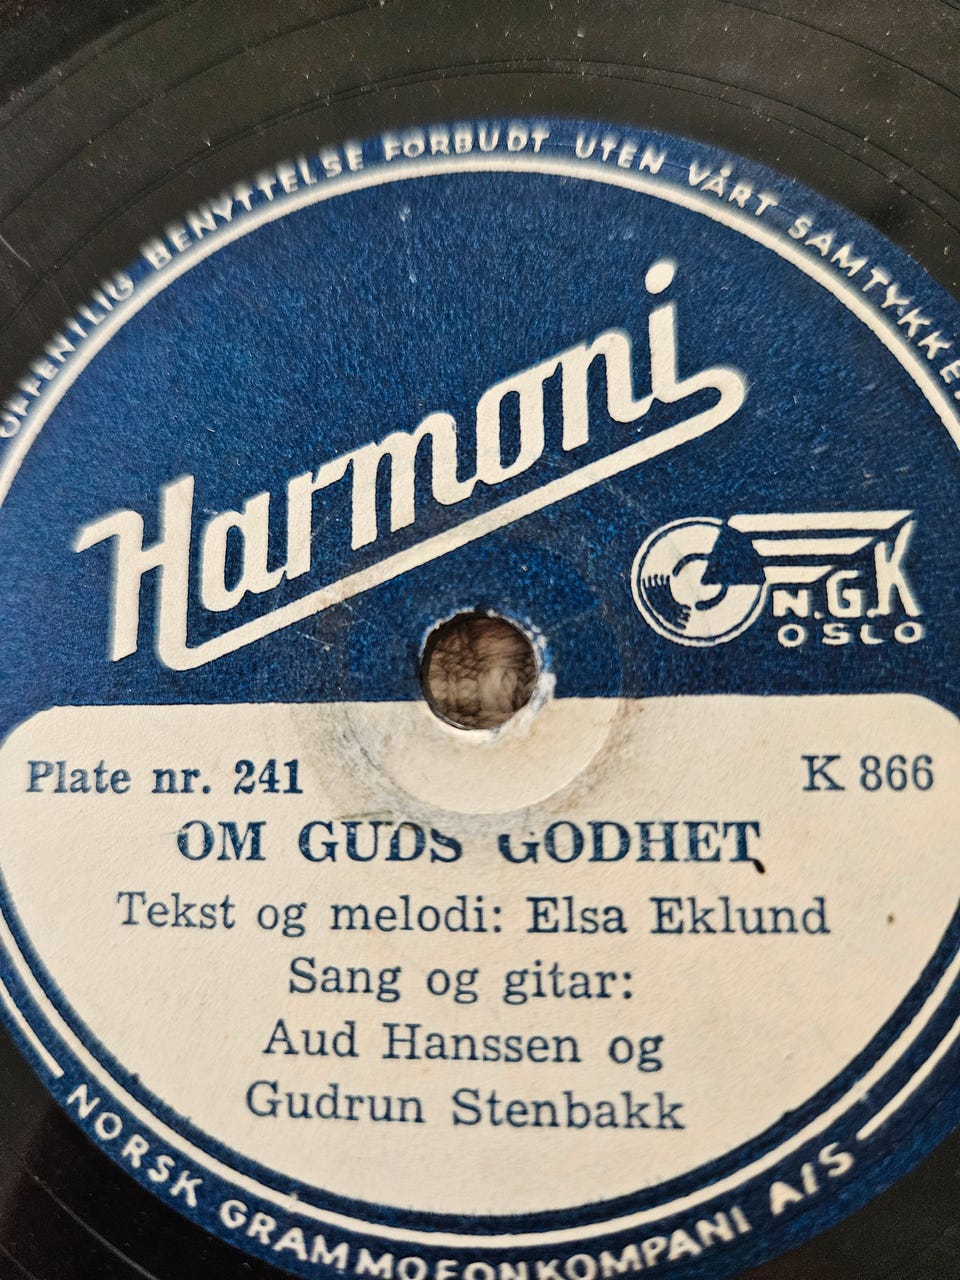 OFFENTLIG BENYTTELSE FORBUDT UTEN VÅRT SAMTYKKE
Harmoni
N.G.K
OSLO
Plate nr. 241
K 866
OM GUDS GODHET
Tekst og melodi: Elsa Eklund
Sang og gitar:
Aud Hanssen og
Gudrun Stenbakk
NORSK GRAMMOFONKOMPANI A/S